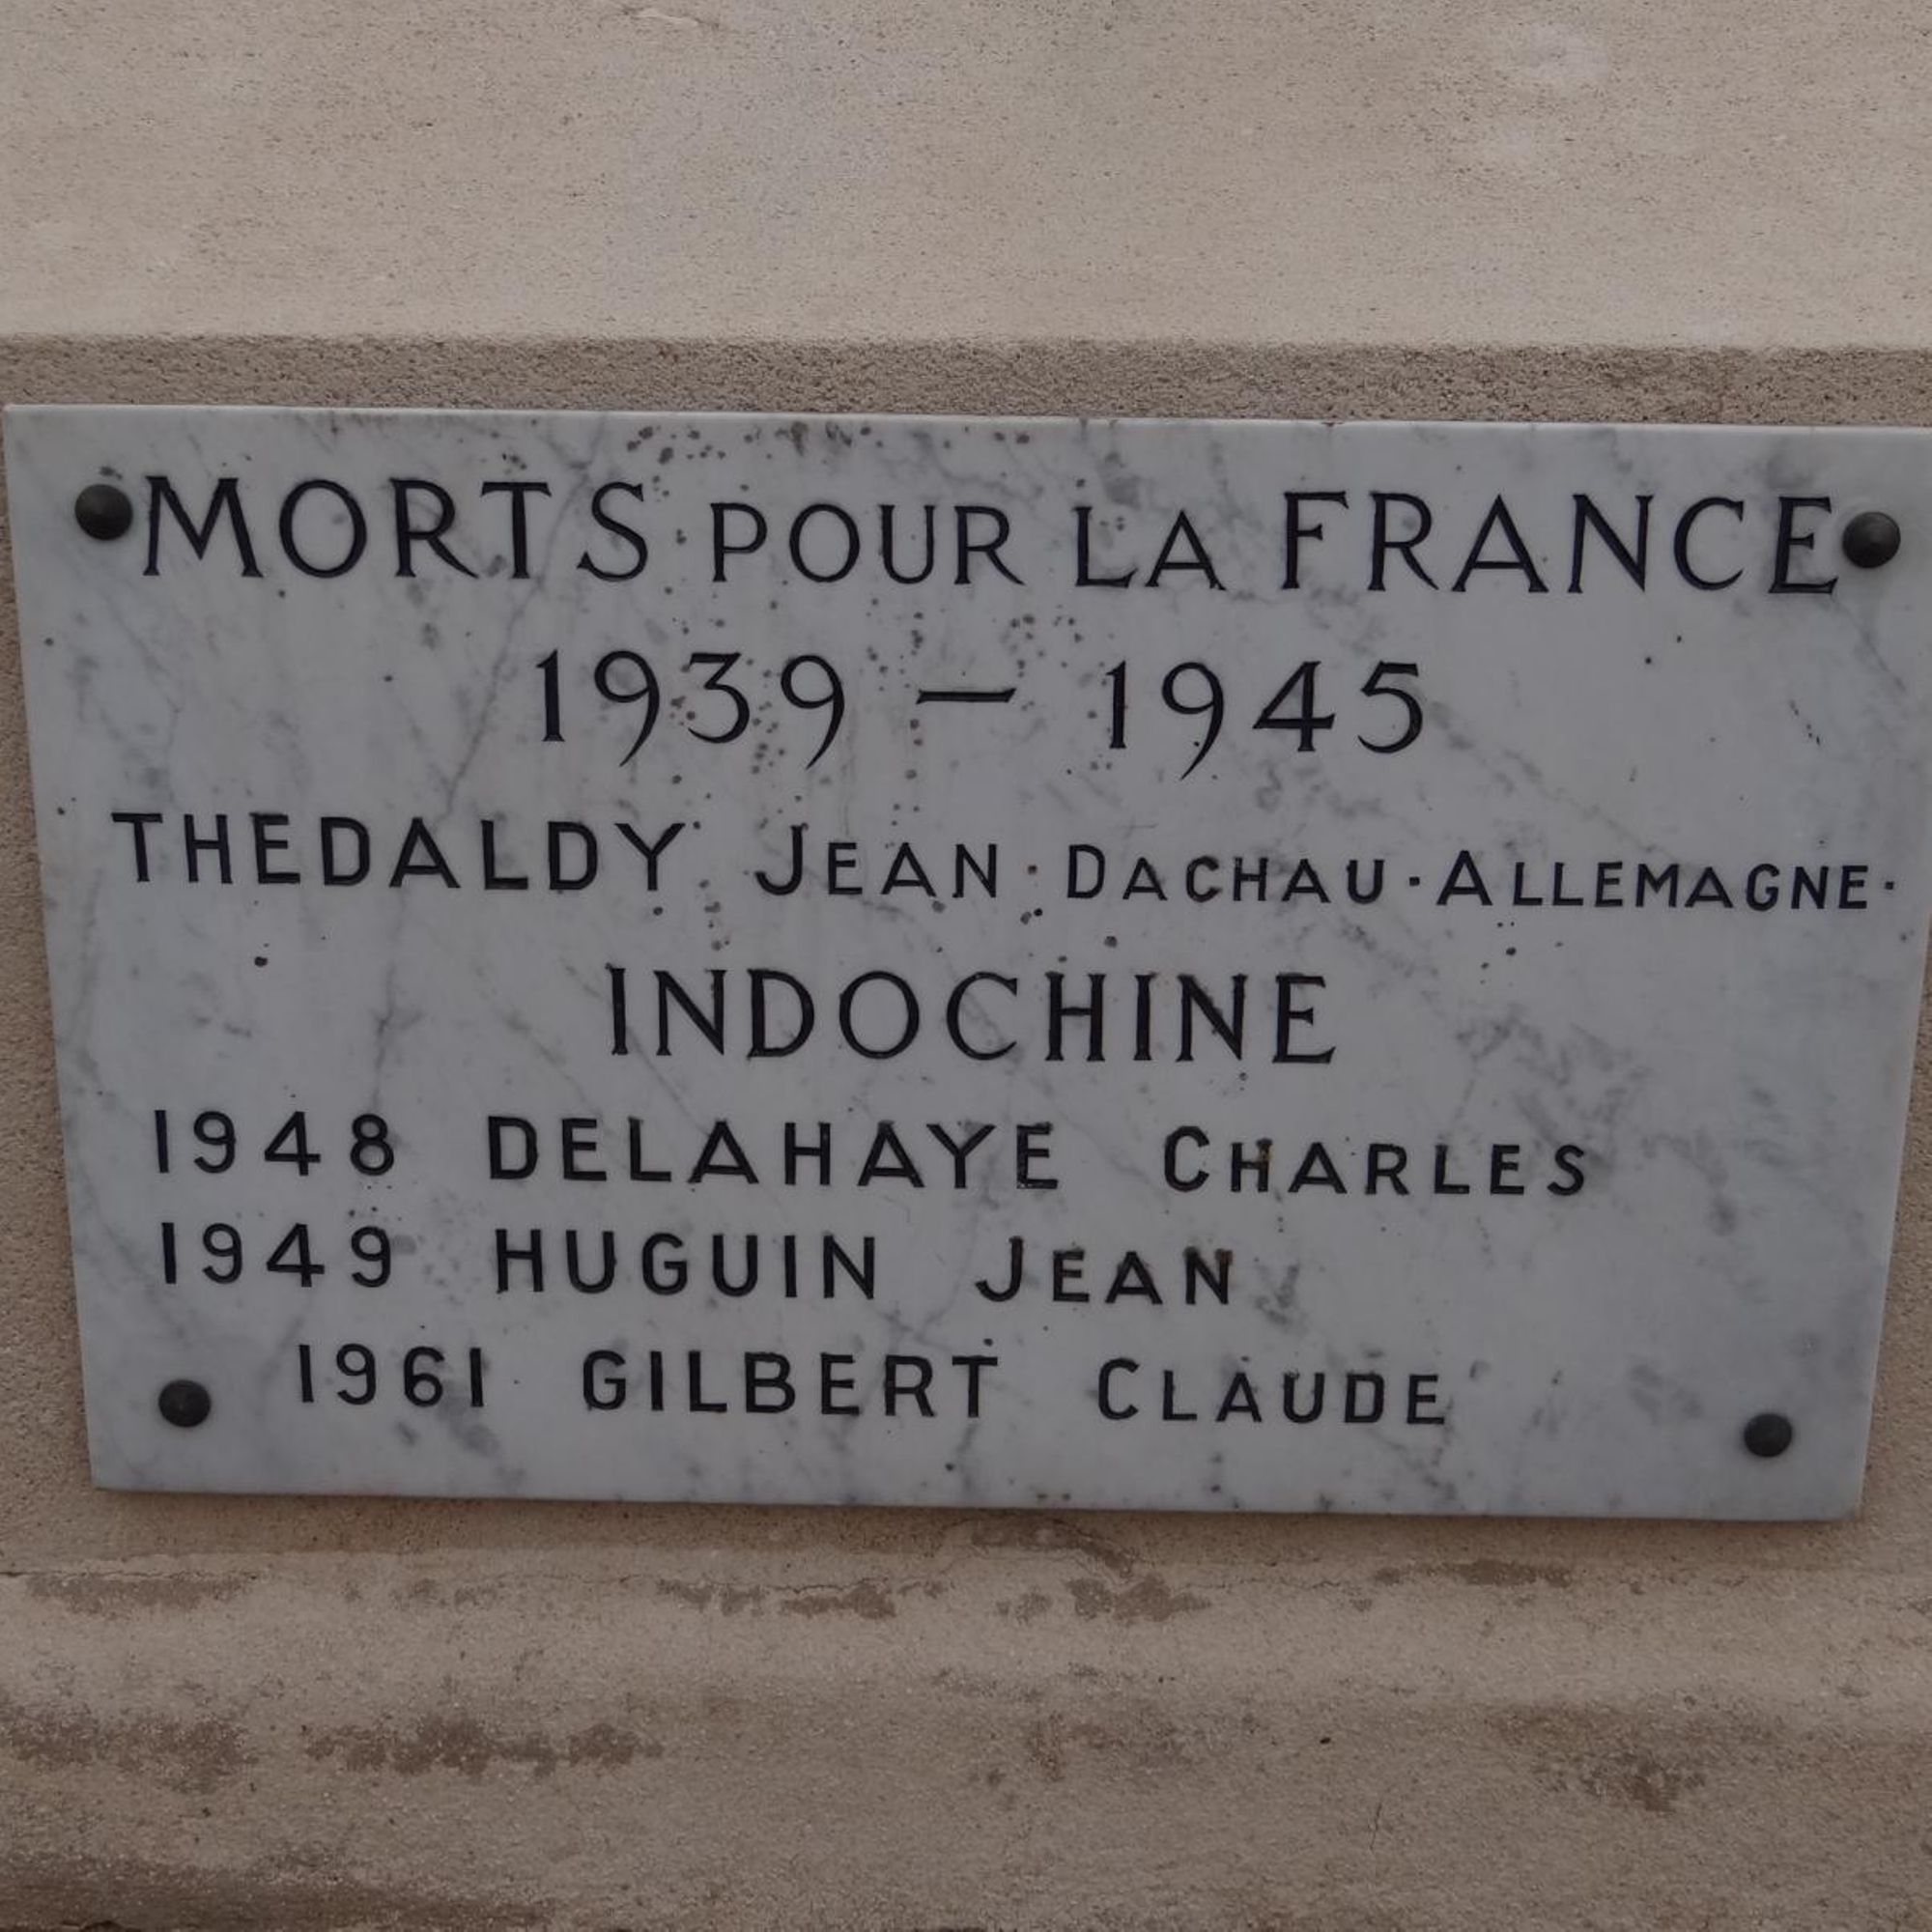 MORTS POUR LA FRANCE
1939 — 1945
THEDALDY JEAN · DACHAU · ALLEMAGNE ·
INDOCHINE
1948 DELAHAYE CHARLES
1949 HUGUIN JEAN
1961 GILBERT CLAUDE